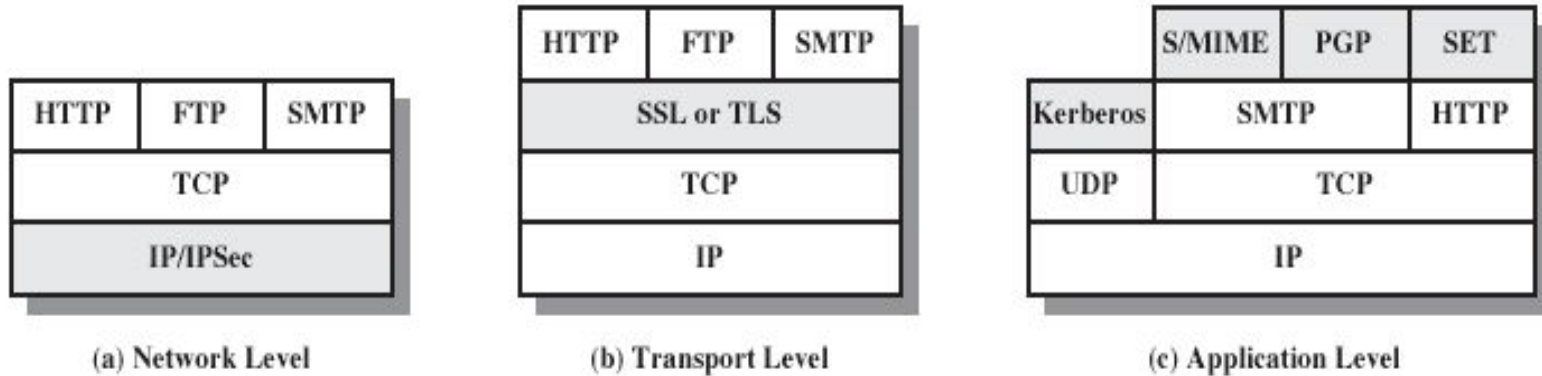 HTTP FTP SMTP
TCP
IP/IPSec
(a) Network Level
HTTP FTP SMTP
SSL or TLS
TCP
IP
(b) Transport Level
S/MIME PGP SET
Kerberos SMTP HTTP
UDP TCP
IP
(c) Application Level